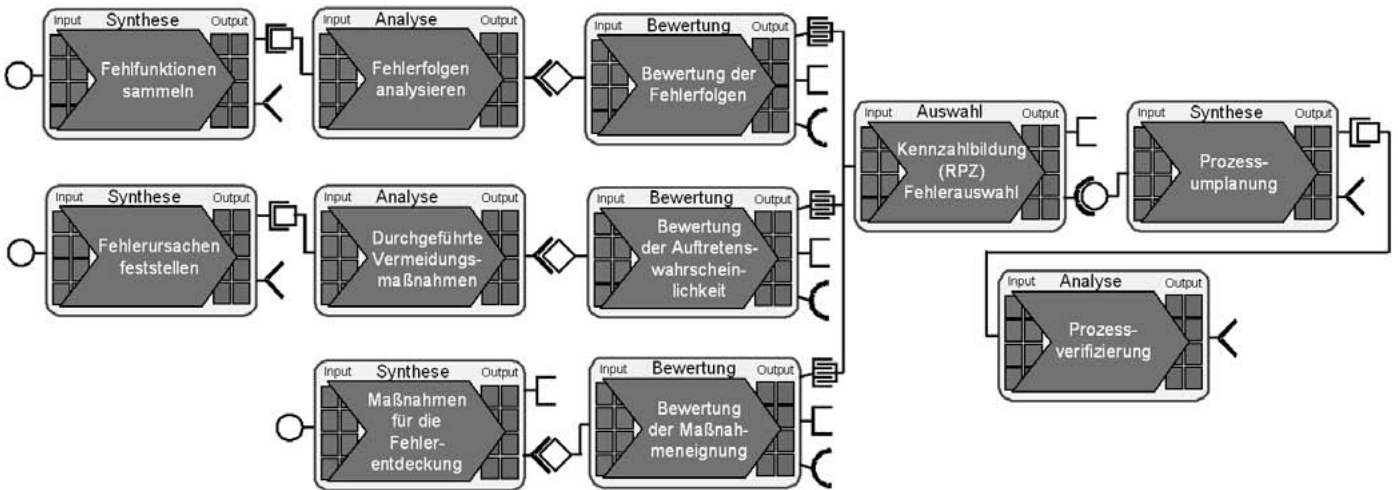 Synthese
Input
Output
Fehlfunktionen
sammeln
Analyse
Input
Output
Fehlerfolgen
analysieren
Bewertung
Input
Output
Bewertung der
Fehlerfolgen
Synthese
Input
Output
Fehlerursachen
feststellen
Analyse
Input
Output
Durchgeführte
Vermeidungs-
maßnahmen
Bewertung
Input
Output
Bewertung
der Auftretens-
wahrschein-
lichkeit
Synthese
Input
Output
Maßnahmen
für die
Fehler-
entdeckung
Bewertung
Input
Output
Bewertung
der Maßnah-
meneignung
Auswahl
Input
Output
Kennzahlbildung
(RPZ)
Fehlerauswahl
Synthese
Input
Output
Prozess-
umplanung
Analyse
Input
Output
Prozess-
verifizierung